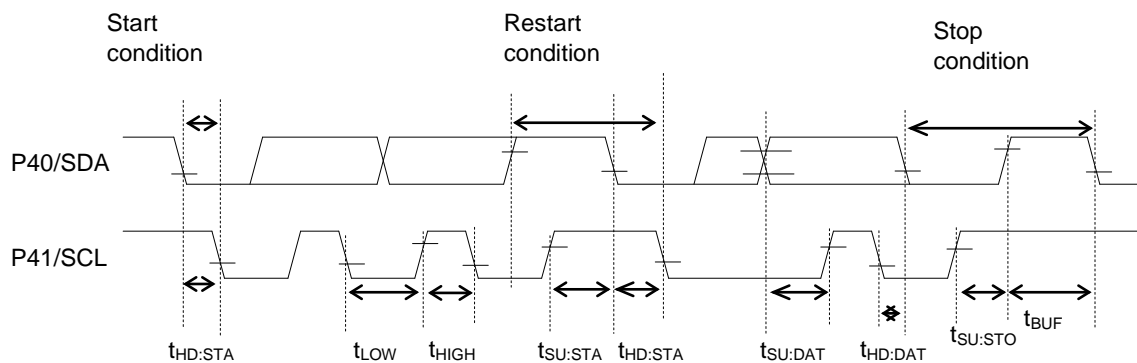 Start
condition
Restart
condition
Stop
condition
P40/SDA
P41/SCL
tHD:STA
tLOW
tHIGH
tSU:STA
tHD:STA
tSU:DAT
tHD:DAT
tSU:STO
tBUF